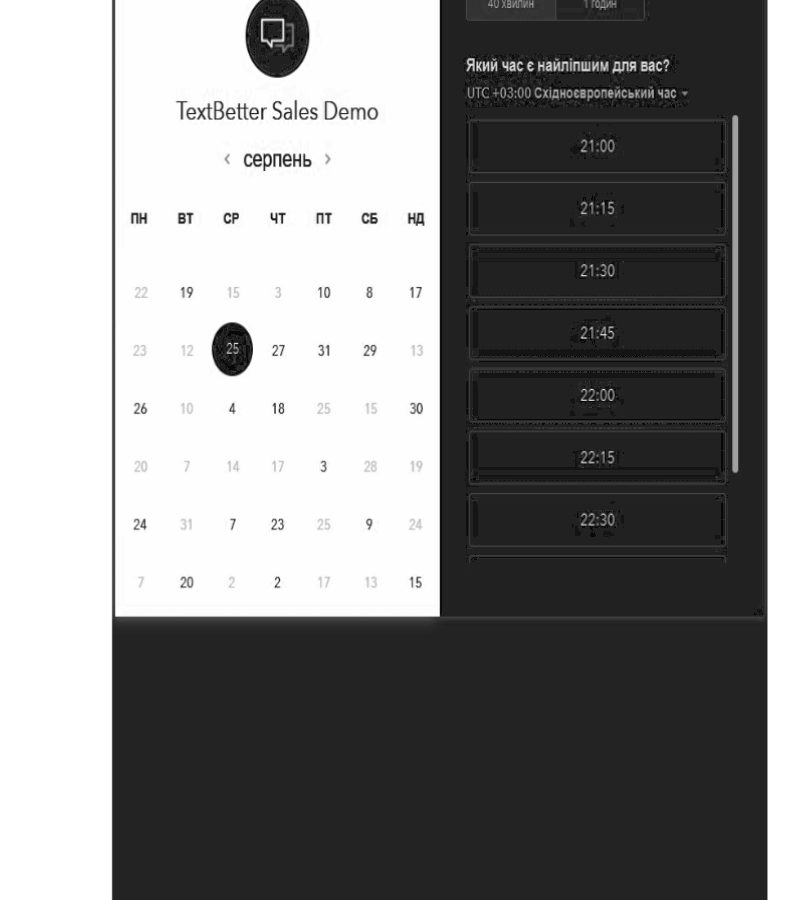 TextBetter Sales Demo
‹ серпень ›
ПН ВТ СР ЧТ ПТ СБ НД
22 19 15 3 10 8 17
23 12 25 27 31 29 13
26 10 4 18 25 15 30
20 7 14 17 3 28 19
24 31 7 23 25 9 24
7 20 2 2 17 13 15
40 хвилин 1 годин
Який час є найліпшим для вас?
UTC +03:00 Східноєвропейський час
21:00
21:15
21:30
21:45
22:00
22:15
22:30